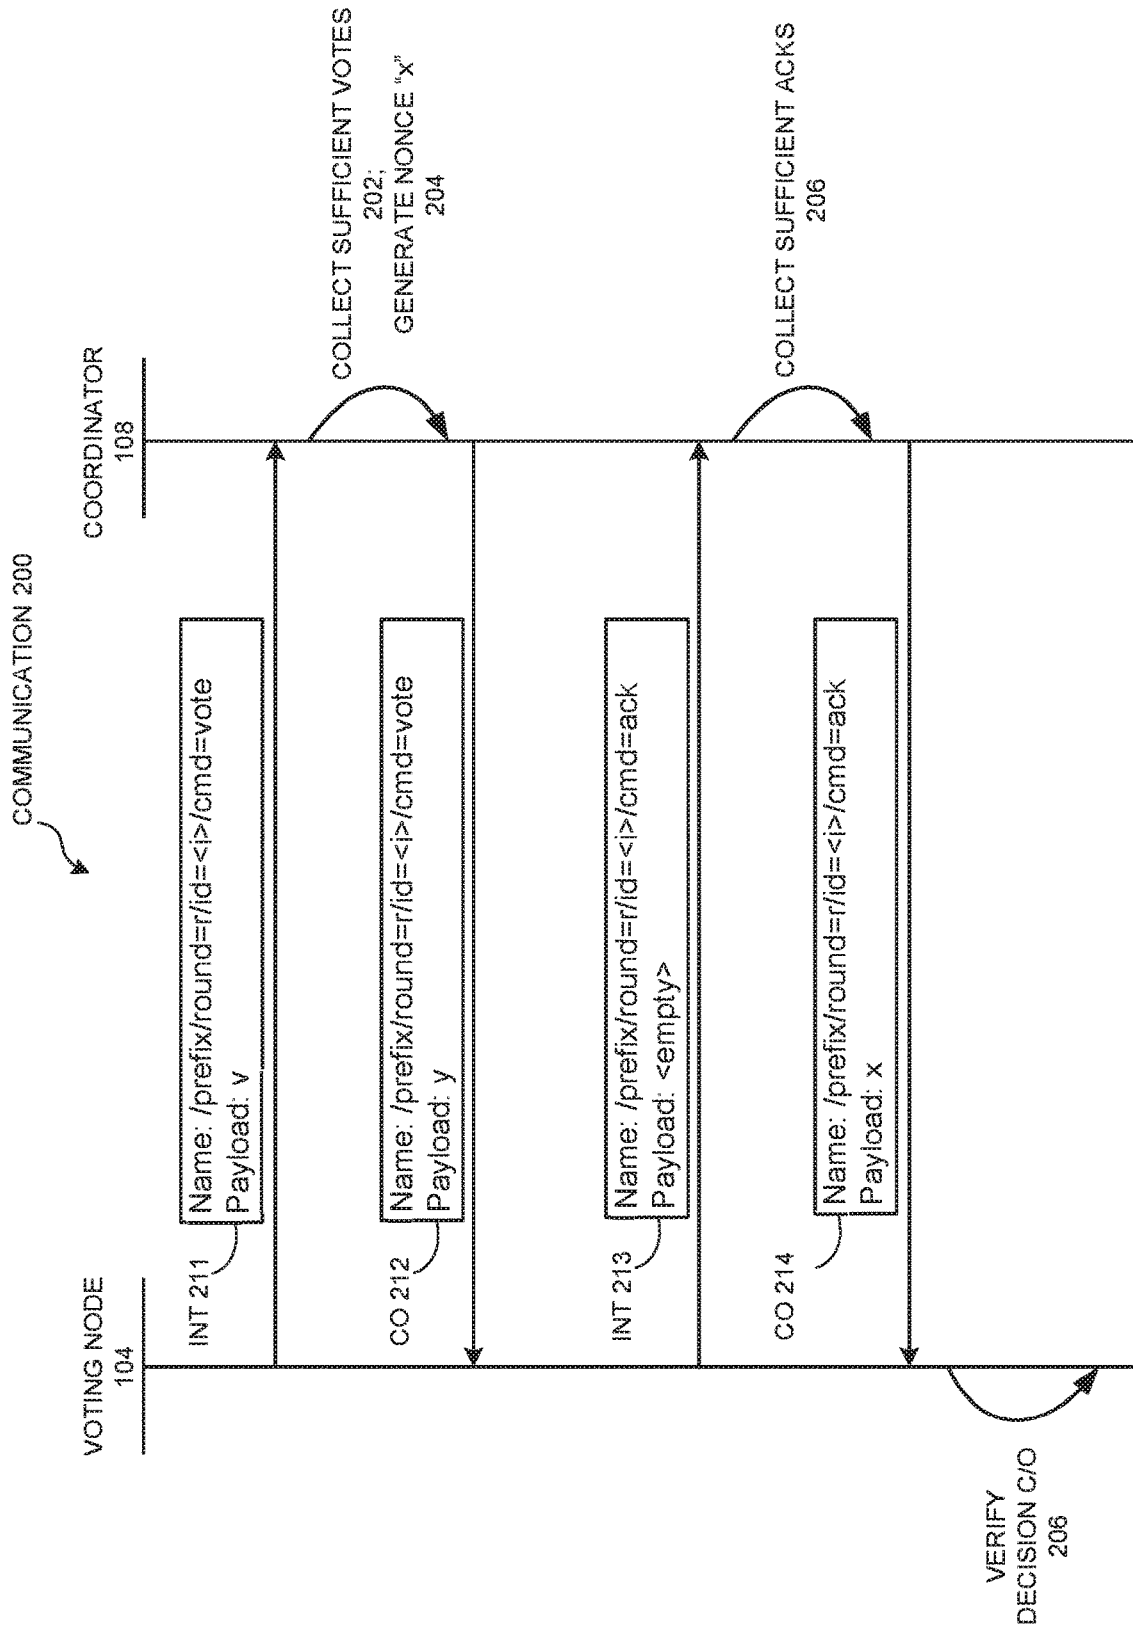 COMMUNICATION 200
VOTING NODE
104
COORDINATOR
108
INT 211
Name: /prefix/round=r/id=<i>/cmd=vote
Payload: v
COLLECT SUFFICIENT VOTES
202;
GENERATE NONCE “x”
204
CO 212
Name: /prefix/round=r/id=<i>/cmd=vote
Payload: y
INT 213
Name: /prefix/round=r/id=<i>/cmd=ack
Payload: <empty>
COLLECT SUFFICIENT ACKS
206
CO 214
Name: /prefix/round=r/id=<i>/cmd=ack
Payload: x
VERIFY
DECISION C/O
206